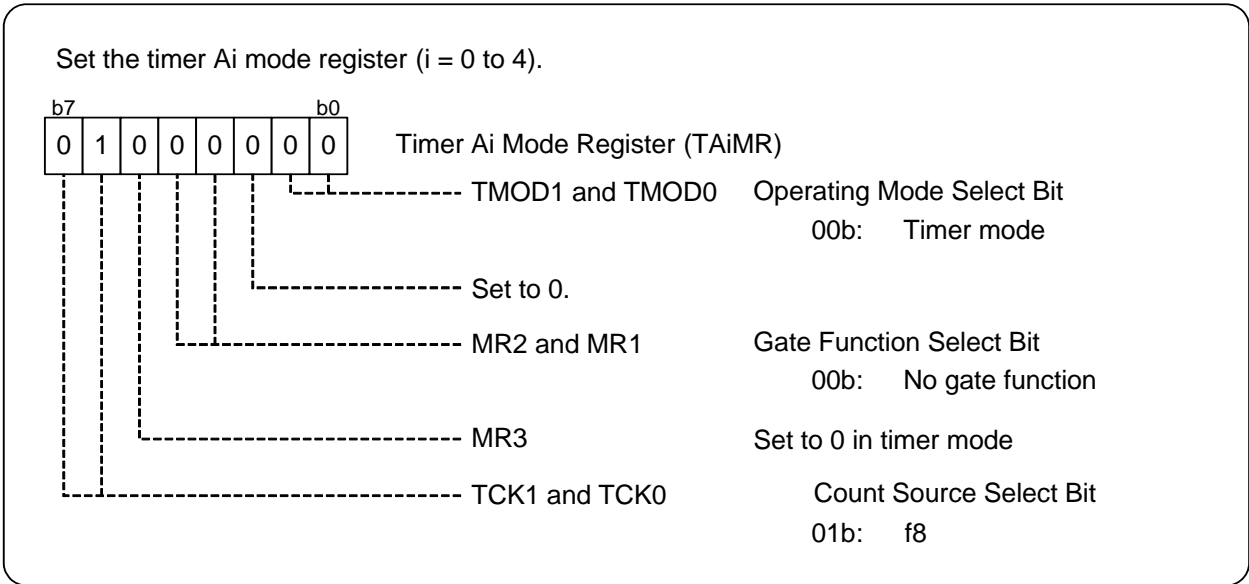 Set the timer Ai mode register (i = 0 to 4).
b7 b0
0 1 0 0 0 0 0 0 Timer Ai Mode Register (TAiMR)
TMOD1 and TMOD0 Operating Mode Select Bit
00b: Timer mode
Set to 0.
MR2 and MR1 Gate Function Select Bit
00b: No gate function
MR3 Set to 0 in timer mode
TCK1 and TCK0 Count Source Select Bit
01b: f8